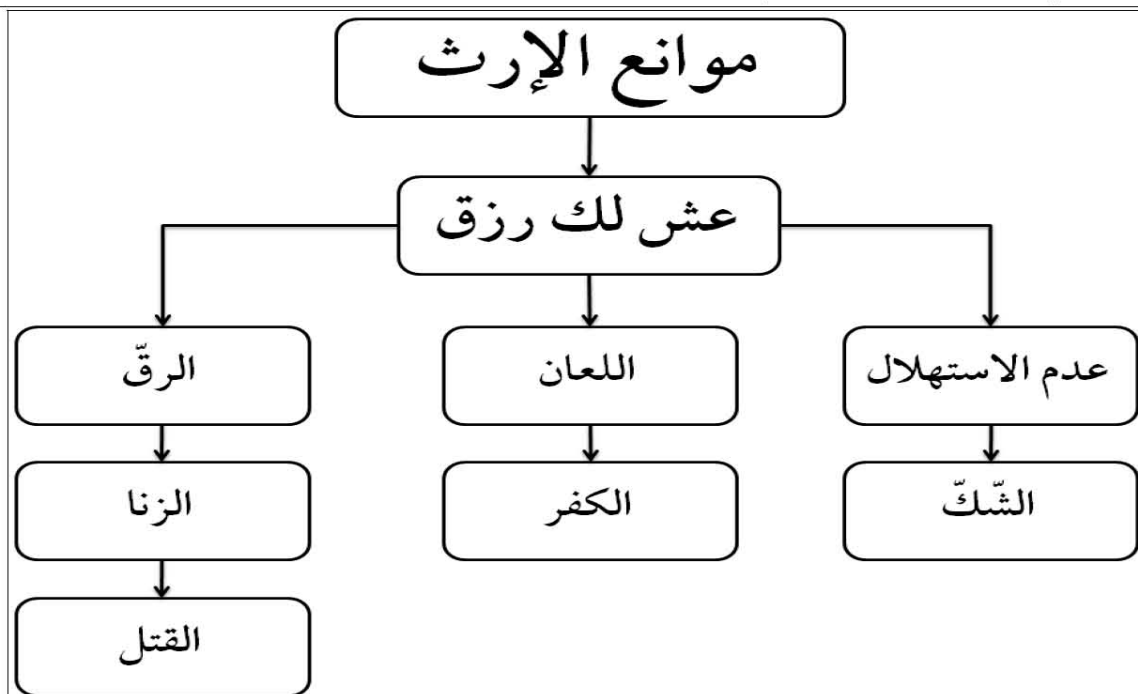 موانع الإرث
عش لك رزق
عدم الاستهلال
اللعان
الرقّ
الشّكّ
الكفر
الزنا
القتل